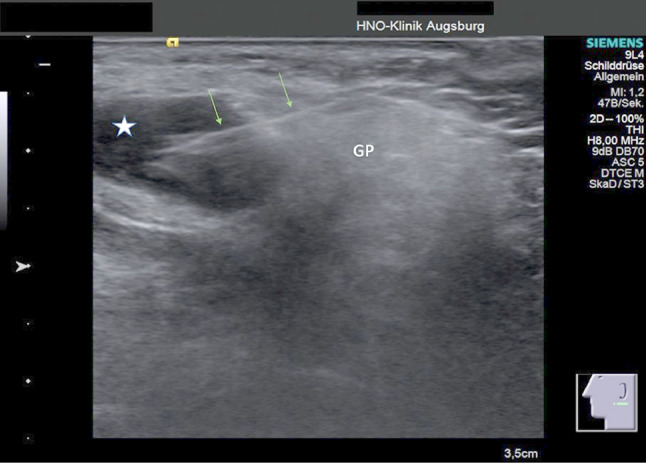 HNO-Klinik Augsburg
SIEMENS
9L4
Schilddrüse
Allgemein
MI: 1,2
47B/Sek.
2D--100%
THI
H8,00 MHz
9dB DB70
ASC 5
DTCE M
SkaD/ST3
GP
3,5cm